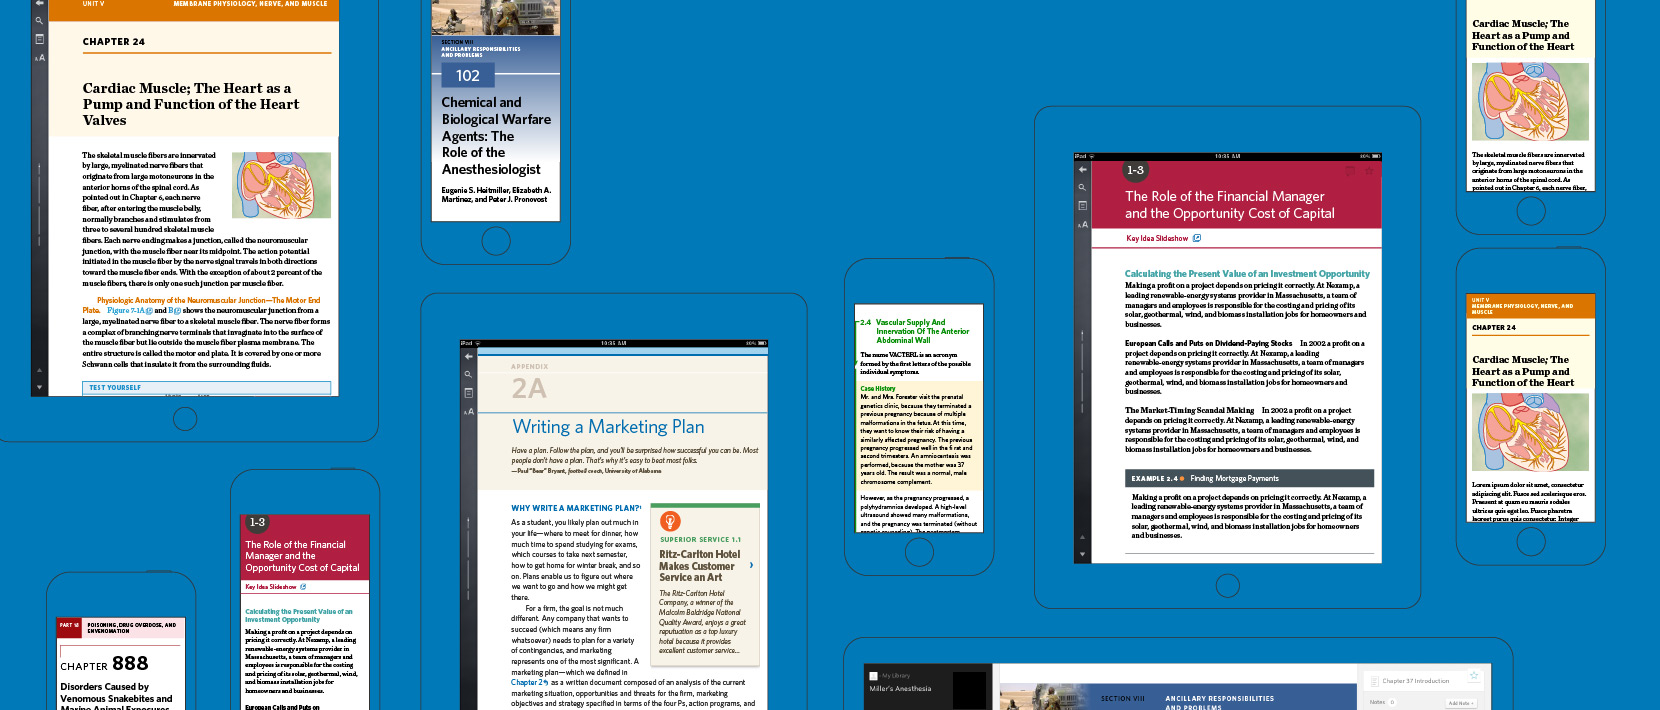 UNIT V
MEMBRANE PHYSIOLOGY, NERVE, AND MUSCLE
CHAPTER 24
Cardiac Muscle; The Heart as a
Pump and Function of the Heart
Valves
The skeletal muscle fibers are innervated
by large, myelinated nerve fibers that
originate from large motoneurons in the
anterior horns of the spinal cord. As
pointed out in Chapter 6, each nerve
fiber, after entering the muscle belly,
normally branches and stimulates from
three to several hundred skeletal muscle
fibers. Each nerve ending makes a junction, called the neuromuscular
junction, with the muscle fiber near its midpoint. The action potential
initiated in the muscle fiber by the nerve signal travels in both directions
toward the muscle fiber ends. With the exception of about 2 percent of the
muscle fibers, there is only one such junction per muscle fiber.
Physiologic Anatomy of the Neuromuscular Junction—The Motor End
Plate. Figure 7-1A and B shows the neuromuscular junction from a
large, myelinated nerve fiber to a skeletal muscle fiber. The nerve fiber forms
a complex of branching nerve terminals that invaginate into the surface of
the muscle fiber but lie outside the muscle fiber plasma membrane. The
entire structure is called the motor end plate. It is covered by one or more
Schwann cells that insulate it from the surrounding fluids.
TEST YOURSELF
SECTION VIII
ANCILLARY RESPONSIBILITIES
AND PROBLEMS
102
Chemical and
Biological Warfare
Agents: The
Role of the
Anesthesiologist
Eugenie S. Heitmiller, Elizabeth A.
Martinez, and Peter J. Pronovost
PART 18
POISONING, DRUG OVERDOSE, AND
ENVENOMATION
CHAPTER 888
Disorders Caused by
Venomous Snakebites and
Marine Animal Exposures
1-3
The Role of the Financial
Manager and the
Opportunity Cost of Capital
Key Idea Slideshow
Calculating the Present Value of an
Investment Opportunity
Making a profit on a project depends on
pricing it correctly. At Nexamp, a leading
renewable-energy systems provider in
Massachusetts, a team of managers and
employees is responsible for the costing
and pricing of its solar, geothermal, wind,
and biomass installation jobs for
homeowners and businesses.
European Calls and Puts on
iPad
10:35 AM
APPENDIX
2A
Writing a Marketing Plan
Have a plan. Follow the plan, and you'll be surprised how successful you can be. Most
people don't have a plan. That's why it's easy to beat most folks.
—Paul "Bear" Bryant, football coach, University of Alabama
WHY WRITE A MARKETING PLAN?¹
As a student, you likely plan out much in
your life—where to meet for dinner, how
much time to spend studying for exams,
which courses to take next semester,
how to get home for winter break, and so
on. Plans enable us to figure out where
we want to go and how we might get
there.
For a firm, the goal is not much
different. Any company that wants to
succeed (which means any firm
whatsoever) needs to plan for a variety
of contingencies, and marketing
represents one of the most significant. A
marketing plan—which we defined in
Chapter 2 as a written document composed of an analysis of the current
marketing situation, opportunities and threats for the firm, marketing
objectives and strategy specified in terms of the four Ps, action programs, and
SUPERIOR SERVICE 1.1
Ritz-Carlton Hotel
Makes Customer
Service an Art
The Ritz-Carlton Hotel
Company, a winner of the
Malcolm Baldridge National
Quality Award, enjoys a great
reputuation as a top luxury
hotel because it provides
excellent customer service...
2.4 Vascular Supply And
Innervation Of The Anterior
Abdominal Wall
The name VACTERL is an acronym
formed by the first letters of the possible
individual symptoms.
Case History
Mr. and Mrs. Forester visit the prenatal
genetics clinic, because they terminated a
previous pregnancy because of multiple
malformations in the fetus. At this time,
they want to know their risk of having a
similarly affected pregnancy. The previous
pregnancy progressed well in the first and
second trimesters. An amniocentesis was
performed, because the mother was 37
years old. The result was a normal, male
chromosome complement.
However, as the pregnancy progressed, a
polyhydramnios developed. A high-level
ultrasound showed many malformations,
and the pregnancy was terminated (without
iPad
10:35 AM
80%
1-3
The Role of the Financial Manager
and the Opportunity Cost of Capital
Key Idea Slideshow
Calculating the Present Value of an Investment Opportunity
Making a profit on a project depends on pricing it correctly. At Nexamp, a
leading renewable-energy systems provider in Massachusetts, a team of
managers and employees is responsible for the costing and pricing of its
solar, geothermal, wind, and biomass installation jobs for homeowners and
businesses.
European Calls and Puts on Dividend-Paying Stocks In 2002 a profit on a
project depends on pricing it correctly. At Nexamp, a leading
renewable-energy systems provider in Massachusetts, a team of managers
and employees is responsible for the costing and pricing of its solar,
geothermal, wind, and biomass installation jobs for homeowners and
businesses.
The Market-Timing Scandal Making In 2002 a profit on a project
depends on pricing it correctly. At Nexamp, a leading renewable-energy
systems provider in Massachusetts, a team of managers and employees is
responsible for the costing and pricing of its solar, geothermal, wind, and
biomass installation jobs for homeowners and businesses.
EXAMPLE 2.4 Finding Mortgage Payments
Making a profit on a project depends on pricing it correctly. At Nexamp, a
leading renewable-energy systems provider in Massachusetts, a team of
managers and employees is responsible for the costing and pricing of its
solar, geothermal, wind, and biomass installation jobs for homeowners
and businesses.
Cardiac Muscle; The
Heart as a Pump and
Function of the Heart
The skeletal muscle fibers are innervated
by large, myelinated nerve fibers that
originate from large motoneurons in the
anterior horns of the spinal cord. As
pointed out in Chapter 6, each nerve fiber,
UNIT V
MEMBRANE PHYSIOLOGY, NERVE, AND
MUSCLE
CHAPTER 24
Cardiac Muscle; The
Heart as a Pump and
Function of the Heart
Lorem ipsum dolor sit amet, consectetur
adipiscing elit. Fusce sed scelerisque eros.
Praesent at quam eu mauris sodales
ultrices quis eget leo. Fusce pharetra
laoreet purus quis consectetur. Integer
My Library
Miller's Anesthesia
SECTION VIII
ANCILLARY RESPONSIBILITIES
AND PROBLEMS
Chapter 37 Introduction
Notes 0
Add Note +